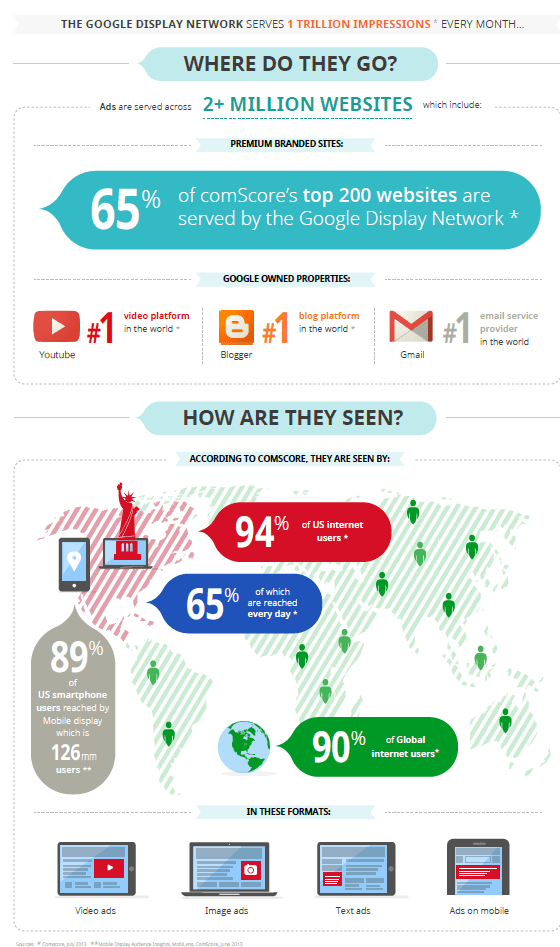 THE GOOGLE DISPLAY NETWORK SERVES 1 TRILLION IMPRESSIONS * EVERY MONTH...
WHERE DO THEY GO?
Ads are served across 2+ MILLION WEBSITES which include:
PREMIUM BRANDED SITES:
65% of comScore's top 200 websites are
served by the Google Display Network *
GOOGLE OWNED PROPERTIES:
#1 video platform
in the world *
Youtube
#1 blog platform
in the world *
Blogger
#1 email service
provider
in the world
Gmail
HOW ARE THEY SEEN?
ACCORDING TO COMSCORE, THEY ARE SEEN BY:
94% of US internet
users *
65% of which
are reached
every day *
89%
of
US smartphone
users reached by
Mobile display
which is
126mm
users **
90% of Global
internet users*
IN THESE FORMATS:
Video ads
Image ads
Text ads
Ads on mobile
Sources: * Comscore, July 2013 **Mobile Display Audience Insights, MobiLens, ComScore, June 2013